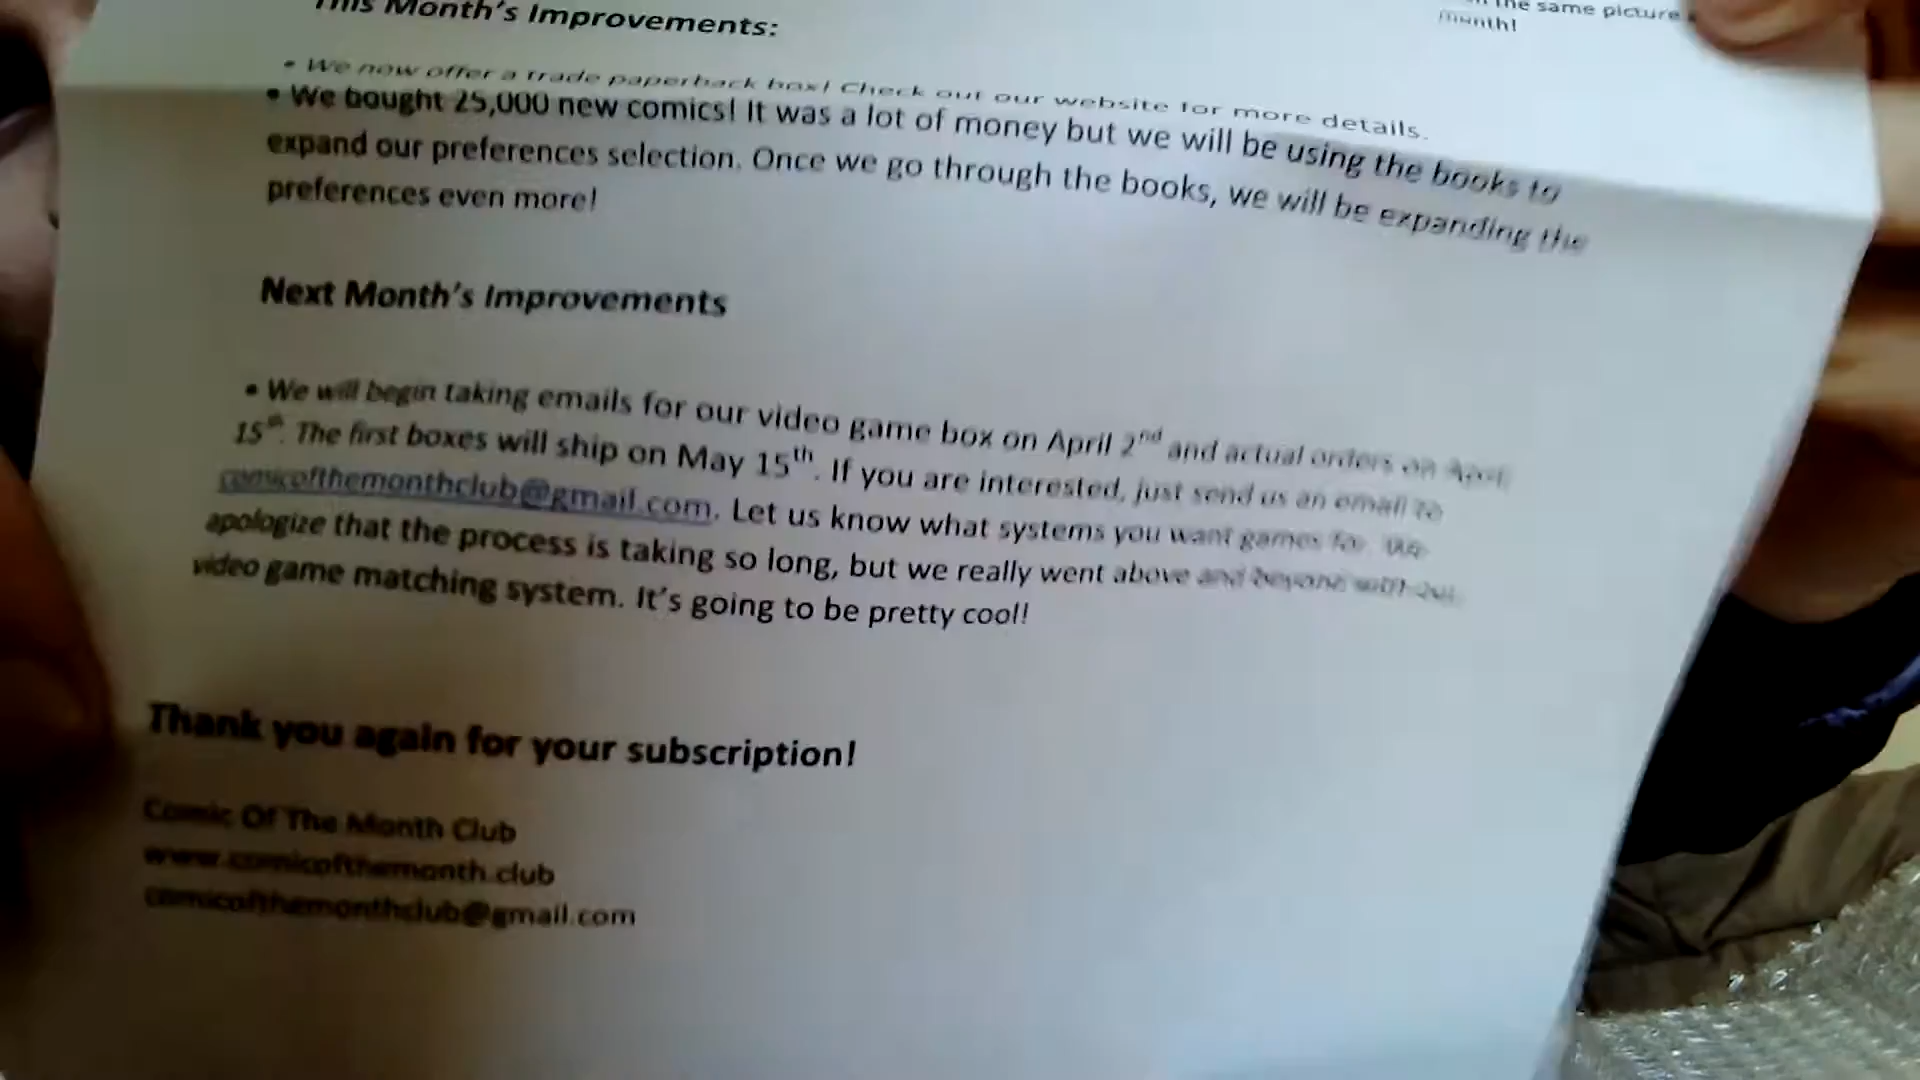 This Month's Improvements:
the same picture
month!
• We now offer a trade paperback box! Check out our website for more details.
• We bought 25,000 new comics! It was a lot of money but we will be using the books to
expand our preferences selection. Once we go through the books, we will be expanding the
preferences even more!
Next Month's Improvements
• We will begin taking emails for our video game box on April 2nd and actual orders on April
15th. The first boxes will ship on May 15th. If you are interested, just send us an email to
comicofthemonthclub@gmail.com. Let us know what systems you want games for. We
apologize that the process is taking so long, but we really went above and beyond with our
video game matching system. It's going to be pretty cool!
Thank you again for your subscription!
Comic Of The Month Club
www.comicofthemonth.club
comicofthemonthclub@gmail.com